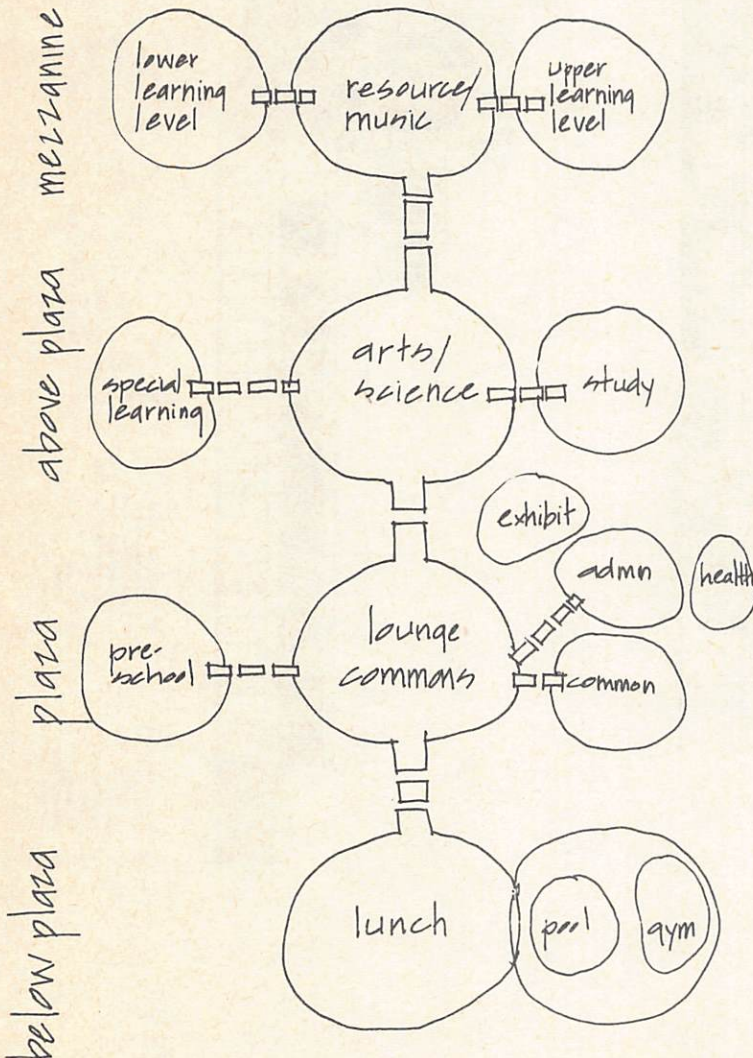 mezzanine
lower
learning
level
resource/
music
upper
learning
level
above plaza
special
learning
arts/
science
study
exhibit
plaza
pre-
school
lounge
commons
admn
health
common
below plaza
lunch
pool
gym